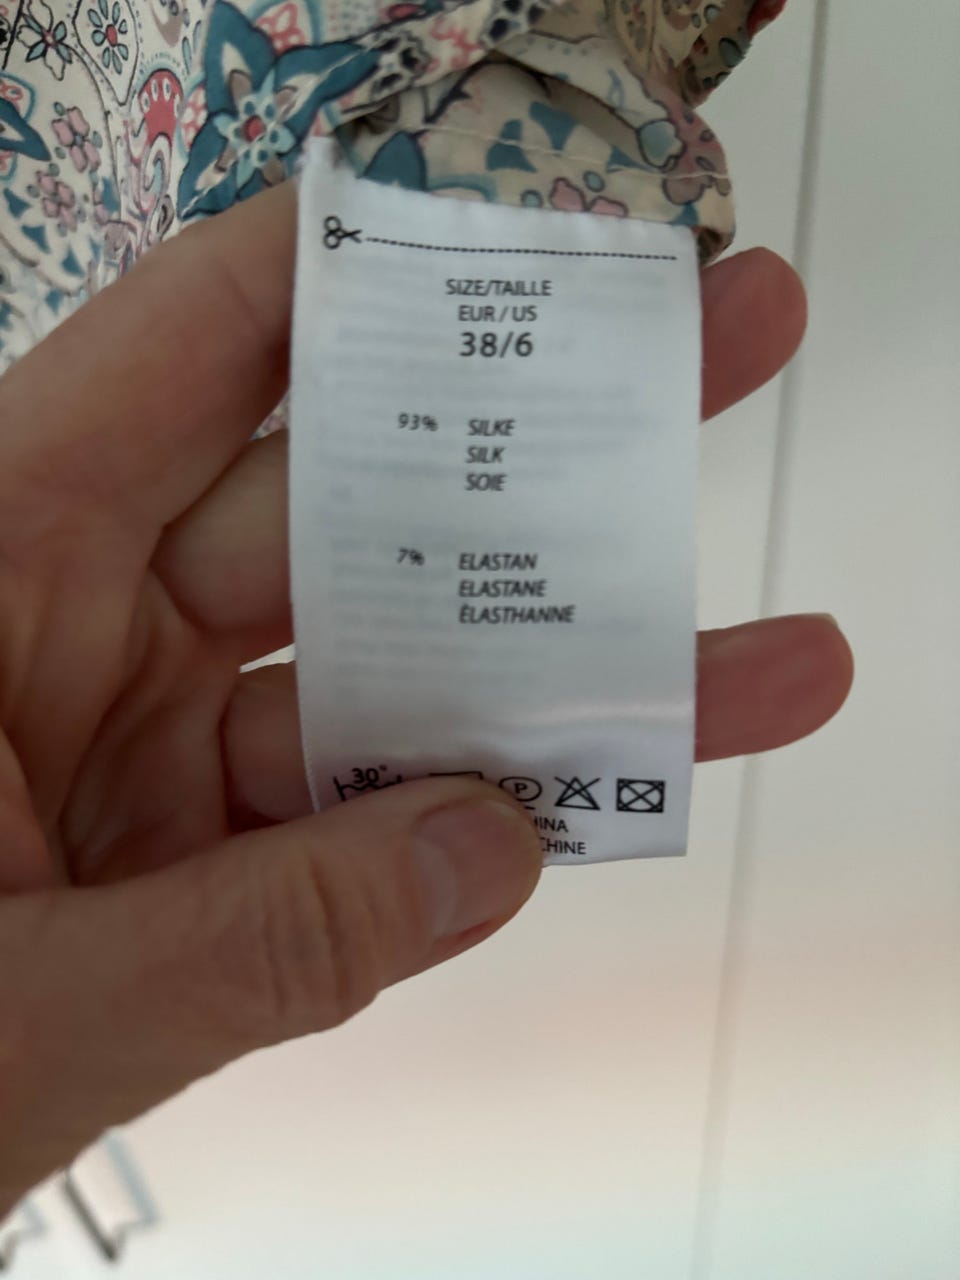 SIZE/TAILLE
EUR / US
38/6
93% SILKE
SILK
SOIE
7% ELASTAN
ELASTANE
ÉLASTHANNE
30°
P
HINA
CHINE